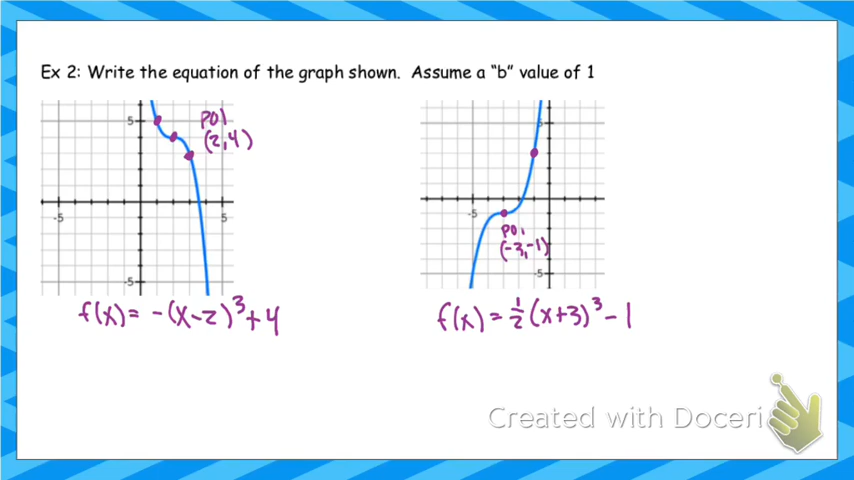 Ex 2: Write the equation of the graph shown. Assume a "b" value of 1
5
POI
(2,4)
-5
5
-5
f(x) = -(x-2)³+4
5
-5
POI
(-3,-1)
-5
f(x) = 1/2(x+3)³-1
Created with Doceri